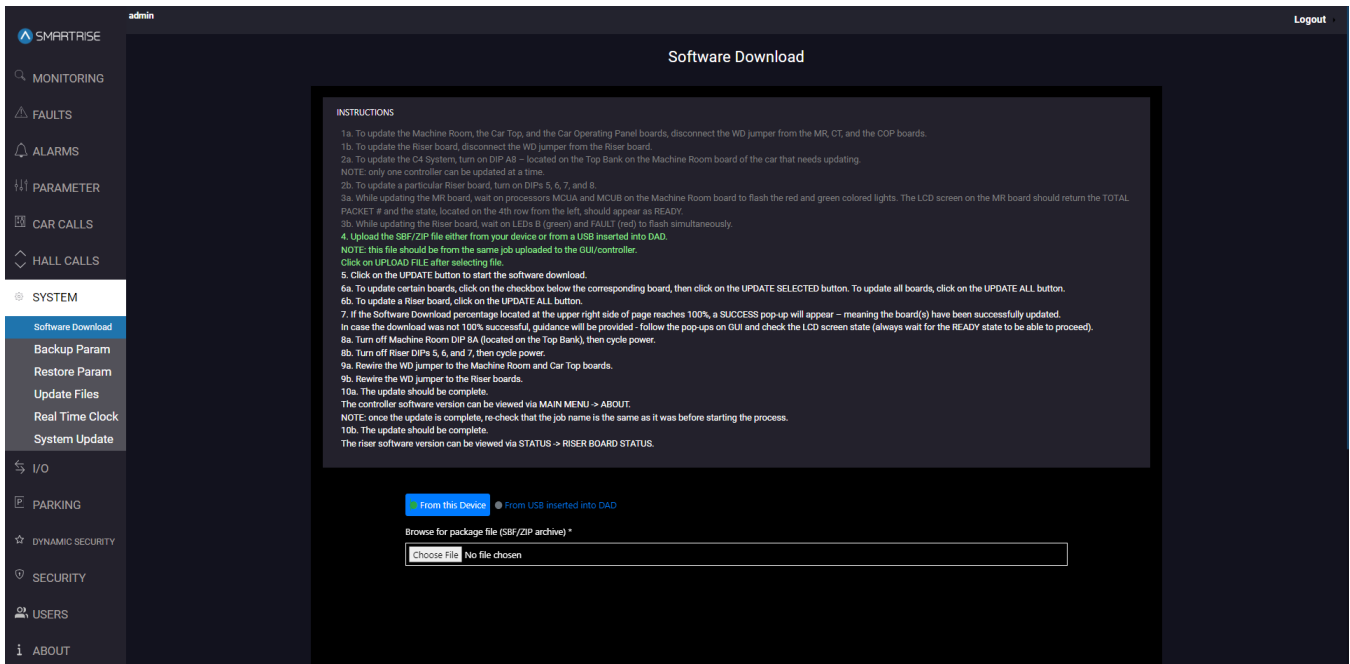 admin
Logout
SMARTRISE
MONITORING
FAULTS
ALARMS
PARAMETER
CAR CALLS
HALL CALLS
SYSTEM
Software Download
Backup Param
Restore Param
Update Files
Real Time Clock
System Update
I/O
PARKING
DYNAMIC SECURITY
SECURITY
USERS
ABOUT
Software Download
INSTRUCTIONS
1a. To update the Machine Room, the Car Top, and the Car Operating Panel boards, disconnect the WD jumper from the MR, CT, and the COP boards.
1b. To update the Riser board, disconnect the WD jumper from the Riser board.
2a. To update the C4 System, turn on DIP A8 – located on the Top Bank on the Machine Room board of the car that needs updating.
NOTE: only one controller can be updated at a time.
2b. To update a particular Riser board, turn on DIPs 5, 6, 7, and 8.
3a. While updating the MR board, wait on processors MCUA and MCUB on the Machine Room board to flash the red and green colored lights. The LCD screen on the MR board should return the TOTAL
PACKET # and the state, located on the 4th row from the left, should appear as READY.
3b. While updating the Riser board, wait on LEDs B (green) and FAULT (red) to flash simultaneously.
4. Upload the SBF/ZIP file either from your device or from a USB inserted into DAD.
NOTE: this file should be from the same job uploaded to the GUI/controller.
Click on UPLOAD FILE after selecting file.
5. Click on the UPDATE button to start the software download.
6a. To update certain boards, click on the checkbox below the corresponding board, then click on the UPDATE SELECTED button. To update all boards, click on the UPDATE ALL button.
6b. To update a Riser board, click on the UPDATE ALL button.
7. If the Software Download percentage located at the upper right side of page reaches 100%, a SUCCESS pop-up will appear – meaning the board(s) have been successfully updated.
In case the download was not 100% successful, guidance will be provided - follow the pop-ups on GUI and check the LCD screen state (always wait for the READY state to be able to proceed).
8a. Turn off Machine Room DIP 8A (located on the Top Bank), then cycle power.
8b. Turn off Riser DIPs 5, 6, and 7, then cycle power.
9a. Rewire the WD jumper to the Machine Room and Car Top boards.
9b. Rewire the WD jumper to the Riser boards.
10a. The update should be complete.
The controller software version can be viewed via MAIN MENU -> ABOUT.
NOTE: once the update is complete, re-check that the job name is the same as it was before starting the process.
10b. The update should be complete.
The riser software version can be viewed via STATUS -> RISER BOARD STATUS.
From this Device From USB inserted into DAD
Browse for package file (SBF/ZIP archive) *
Choose File No file chosen